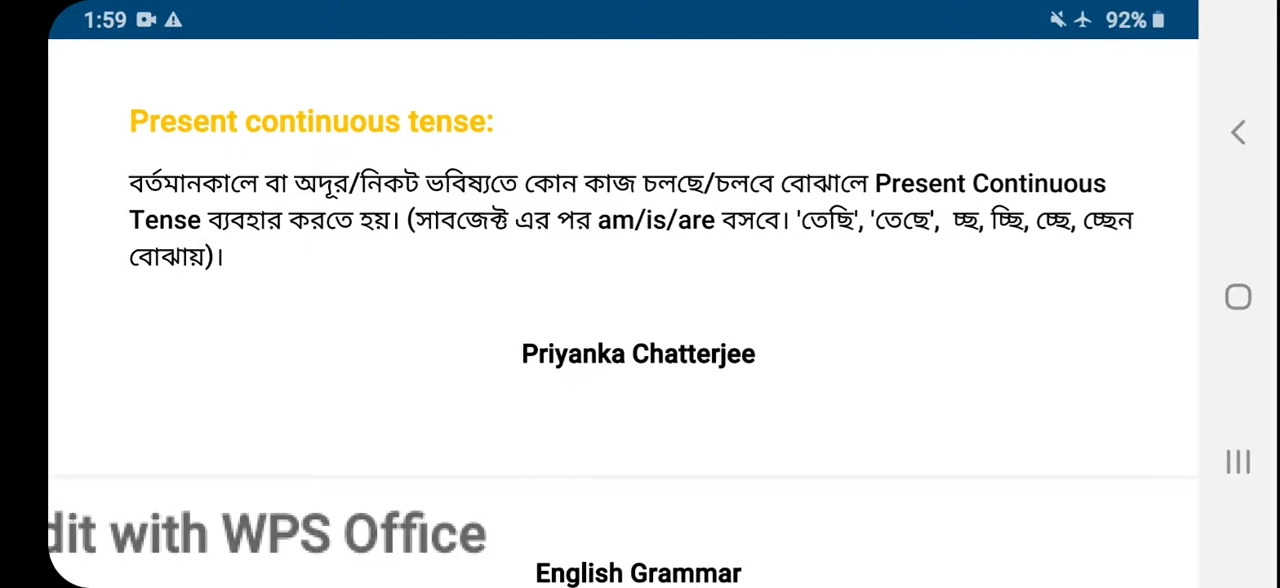 1:59
92%
Present continuous tense:
বর্তমানকালে বা অদূর/নিকট ভবিষ্যতে কোন কাজ চলছে/চলবে বোঝালে Present Continuous
Tense ব্যবহার করতে হয়। (সাবজেক্ট এর পর am/is/are বসবে। 'তেছি', 'তেছে', চ্ছ, চ্ছি, চ্ছে, চ্ছেন
বোঝায়)।
Priyanka Chatterjee
dit with WPS Office
English Grammar